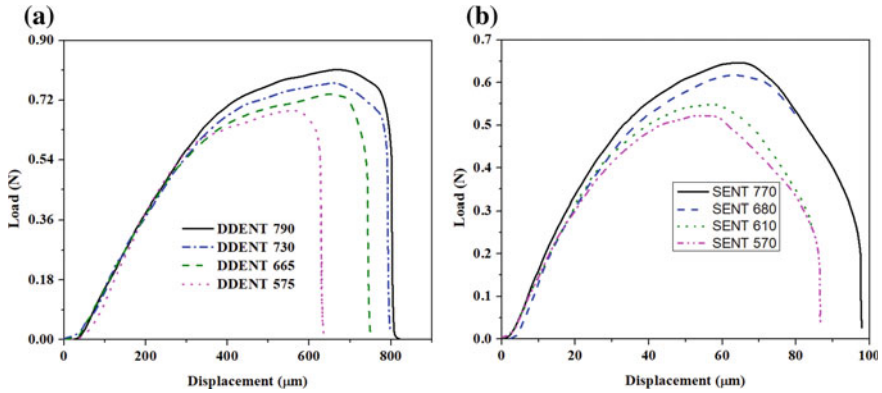 (a)
0.90
0.72
0.54
0.36
0.18
0.00
Load (N)
DDENT 790
DDENT 730
DDENT 665
DDENT 575
0 200 400 600 800
Displacement (μm)
(b)
0.7
0.6
0.5
0.4
0.3
0.2
0.1
0.0
Load (N)
SENT 770
SENT 680
SENT 610
SENT 570
0 20 40 60 80 100
Displacement (μm)